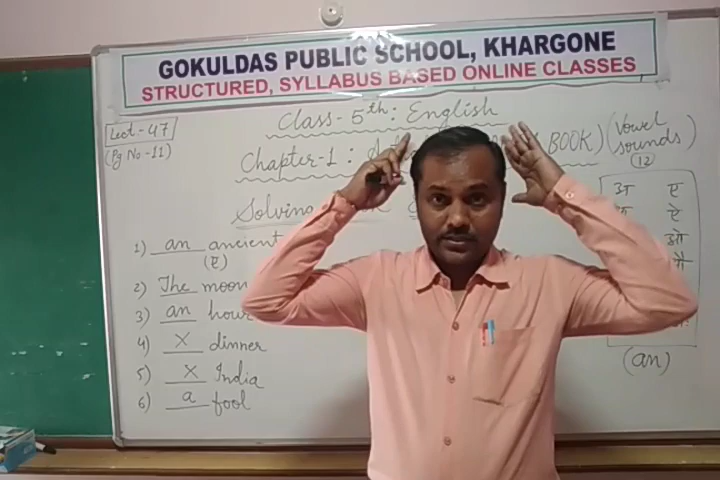 GOKULDAS PUBLIC SCHOOL, KHARGONE
STRUCTURED, SYLLABUS BASED ONLINE CLASSES
Lect - 47
(Pg No - 11)
Class - 5th : English
Chapter-1 : BOOK)
(Vowel sounds)
12
Solving
1) an ancient
(ए)
2) The moon
3) an hour
4) X dinner
5) X India
6) a fool
अ ए
ऐ
ओ
(an)